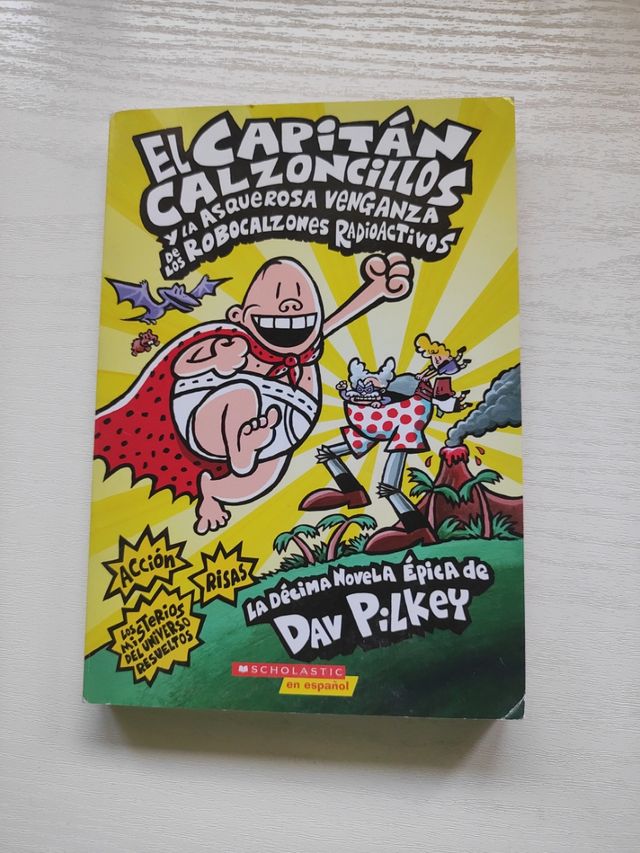 EL CAPITÁN
CALZONCILLOS
Y LA ASQUEROSA VENGANZA
DE LOS ROBOCALZONES RADIOACTIVOS
ACCIÓN
RISAS
LOS
MISTERIOS
DEL UNIVERSO
RESUELTOS
LA DÉCIMA NOVELA ÉPICA DE
DAV PILKEY
SCHOLASTIC
en español